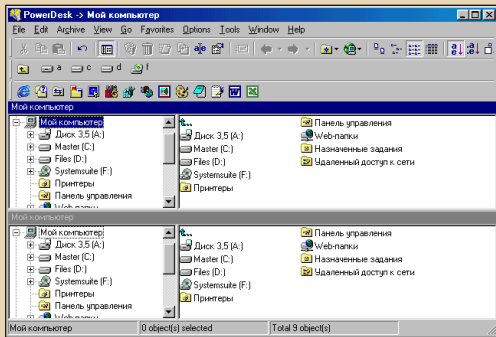 PowerDesk -> Мой компьютер
File Edit Archive View Go Favorites Options Tools Window Help
a c d f
Мой компьютер
Мой компьютер
Диск 3,5 (A:)
Master (C:)
Files (D:)
Systemsuite (F:)
Принтеры
Панель управления
Web-папки
Диск 3,5 (A:)
Master (C:)
Files (D:)
Systemsuite (F:)
Принтеры
Панель управления
Web-папки
Назначенные задания
Удаленный доступ к сети
Мой компьютер
Мой компьютер
Диск 3,5 (A:)
Master (C:)
Files (D:)
Systemsuite (F:)
Принтеры
Панель управления
Web-папки
Диск 3,5 (A:)
Master (C:)
Files (D:)
Systemsuite (F:)
Принтеры
Панель управления
Web-папки
Назначенные задания
Удаленный доступ к сети
Мой компьютер 0 object(s) selected Total 9 object(s)